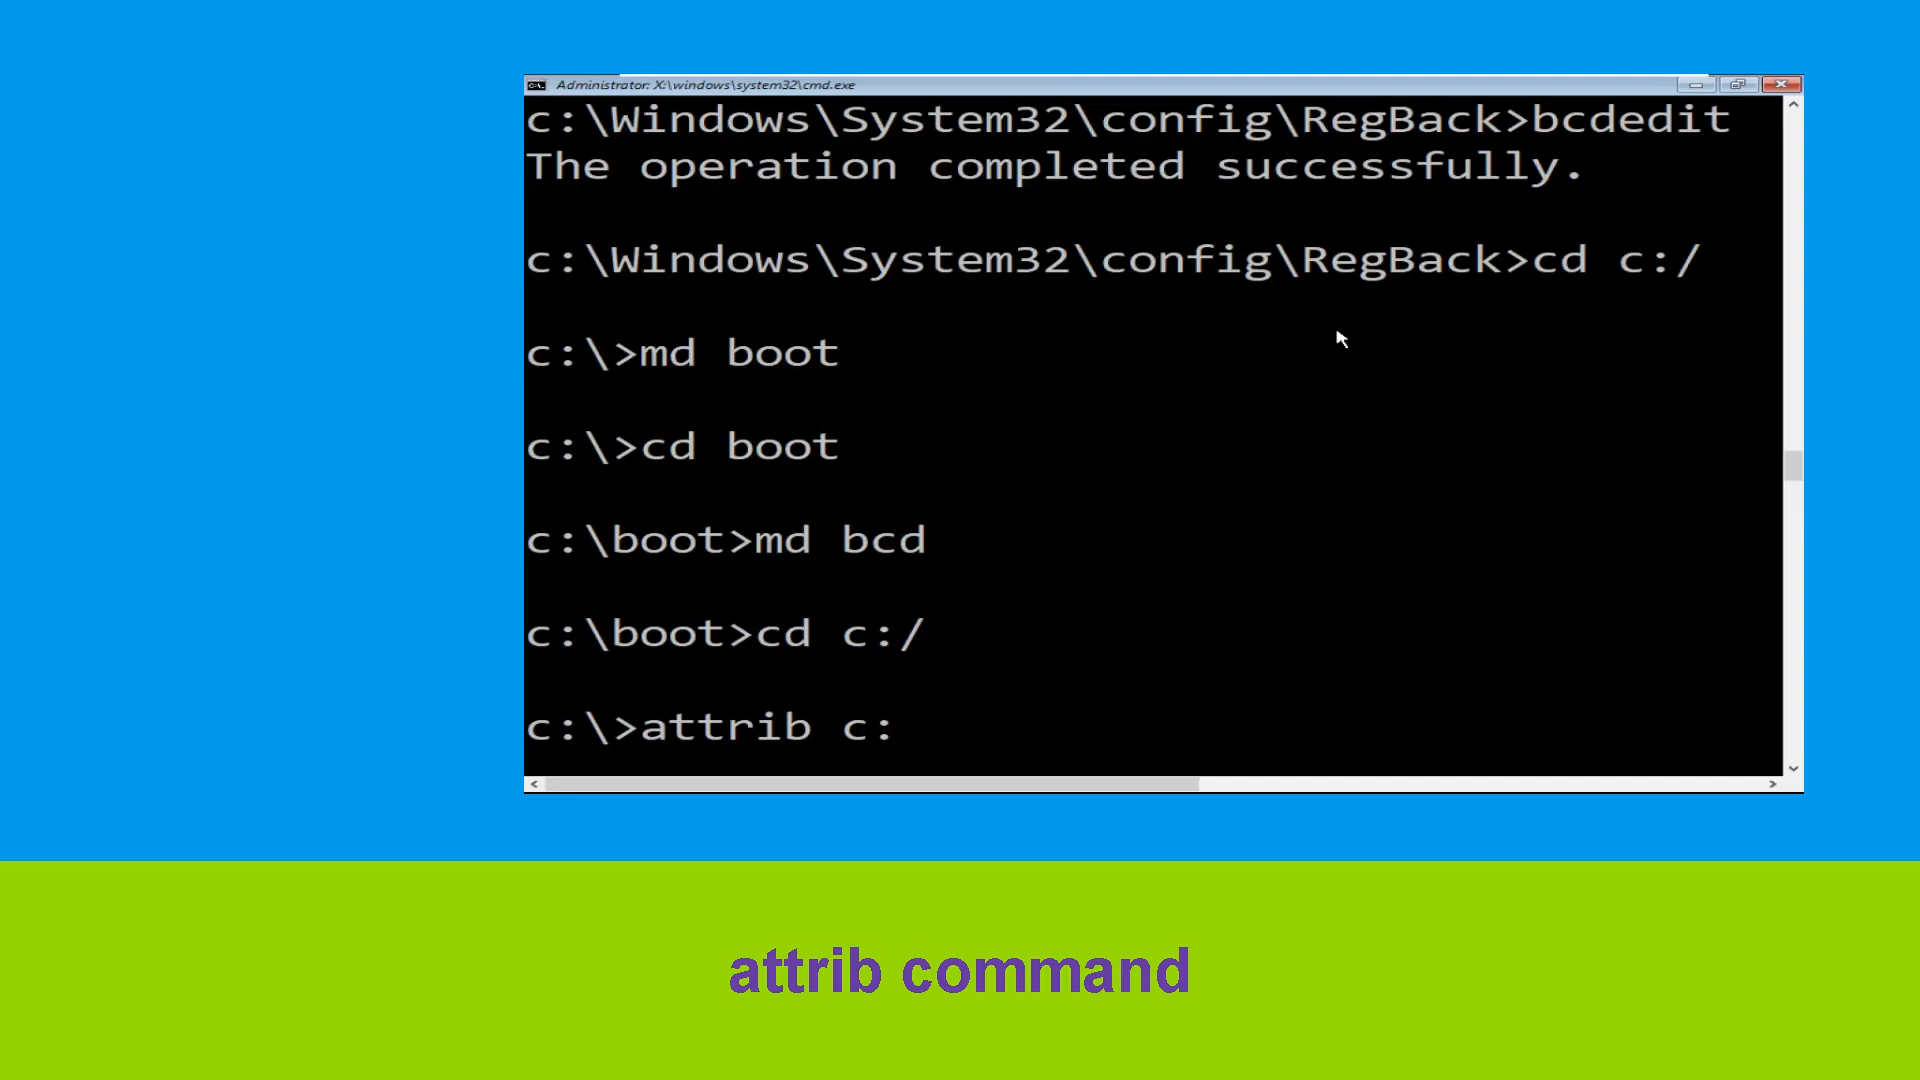 Administrator: X:\windows\system32\cmd.exe
c:\Windows\System32\config\RegBack>bcdedit
The operation completed successfully.
c:\Windows\System32\config\RegBack>cd c:/
c:\>md boot
c:\>cd boot
c:\boot>md bcd
c:\boot>cd c:/
c:\>attrib c:
attrib command